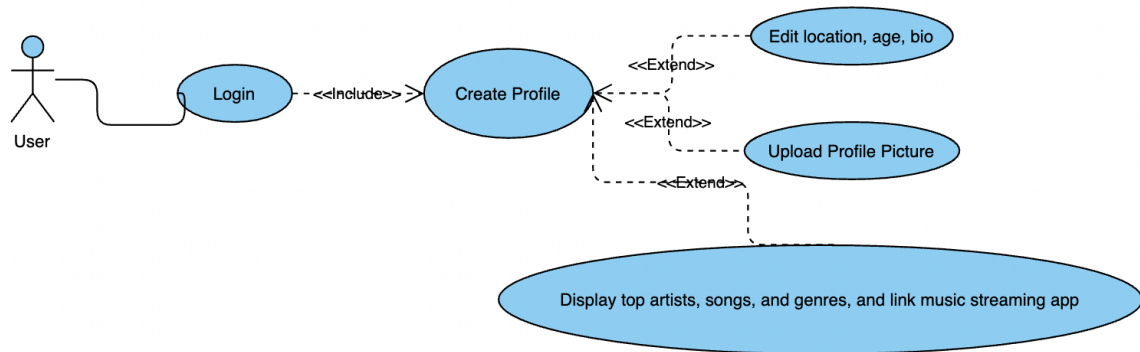 Edit location, age, bio
<<Extend>>
Login
<<Include>>
Create Profile
<<Extend>>
User
Upload Profile Picture
<<Extend>>
Display top artists, songs, and genres, and link music streaming app